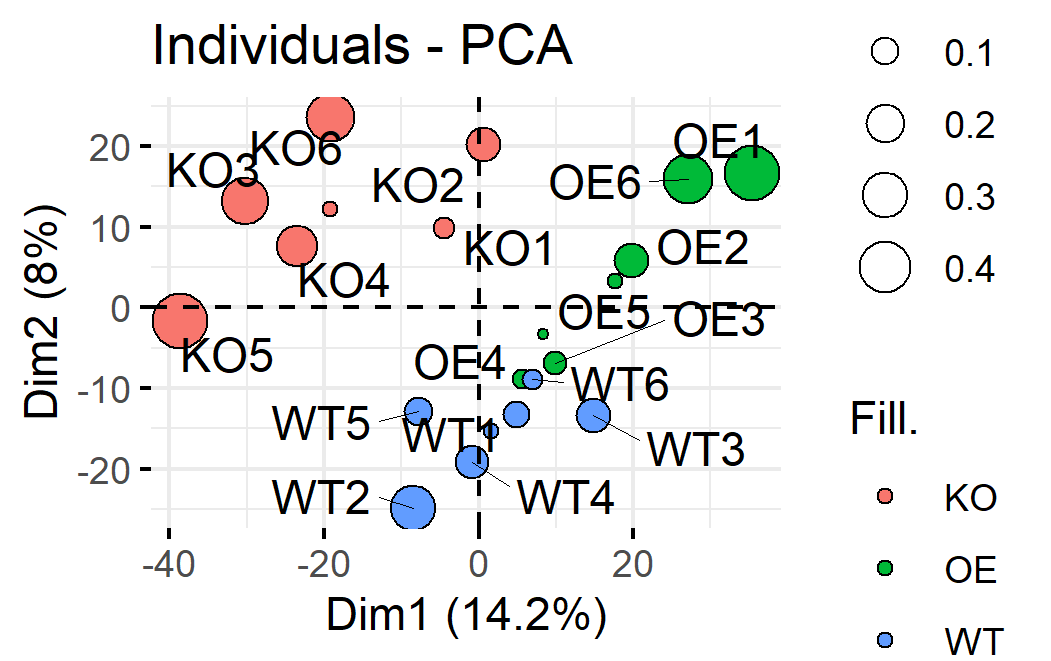 Individuals - PCA
Dim2 (8%)
20
10
0
-10
-20
KO6
KO3
KO2
KO1
KO4
KO5
OE1
OE6
OE2
OE5
OE3
OE4
WT6
WT5
WT1
WT3
WT2
WT4
-40
-20
0
20
Dim1 (14.2%)
0.1
0.2
0.3
0.4
Fill.
KO
OE
WT